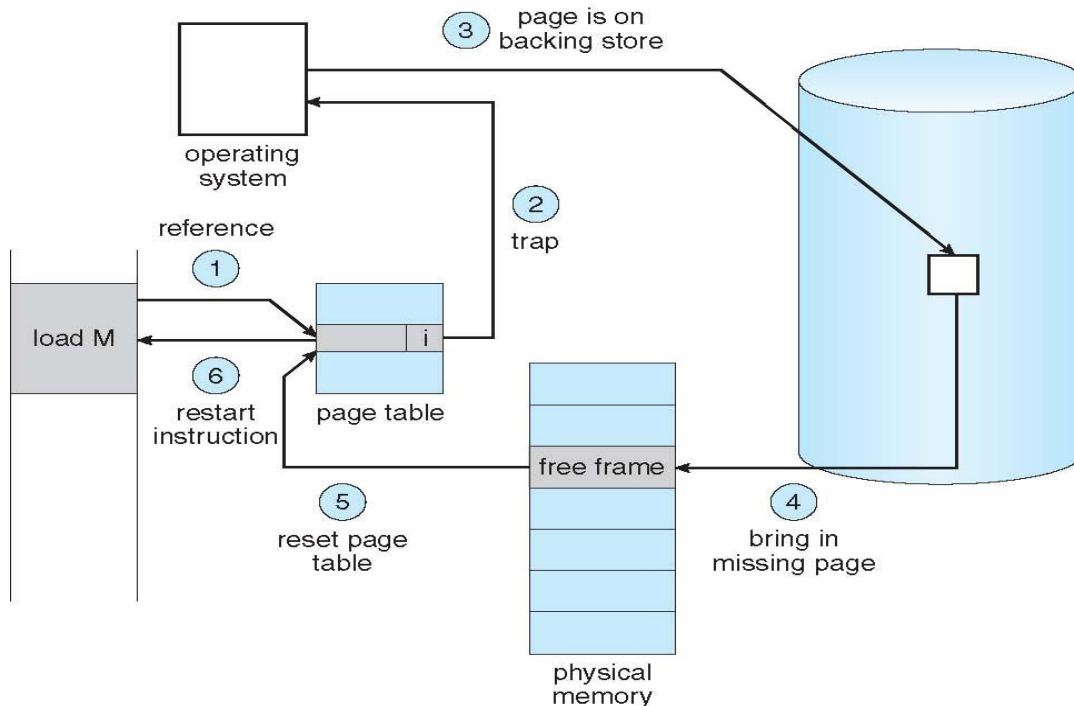 3
page is on
backing store
operating
system
2
trap
reference
1
load M
i
6
restart
instruction
page table
free frame
5
reset page
table
4
bring in
missing page
physical
memory